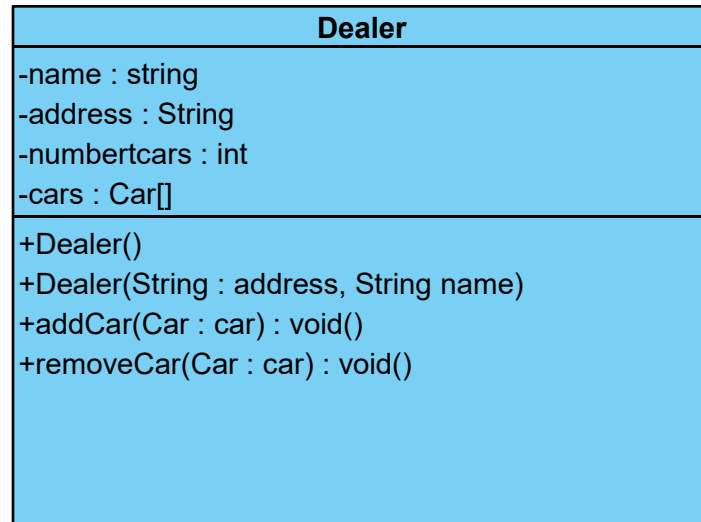 Dealer
-name : string
-address : String
-numbertcars : int
-cars : Car[]
+Dealer()
+Dealer(String : address, String name)
+addCar(Car : car) : void()
+removeCar(Car : car) : void()